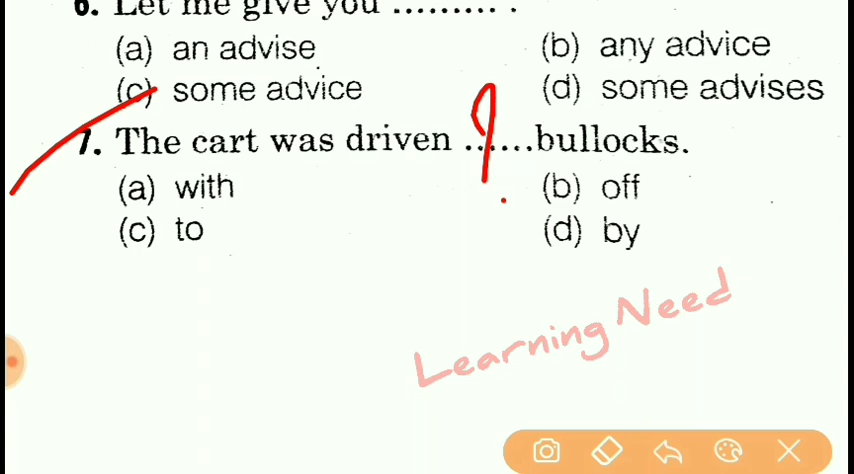 6. Let me give you .......... .
(a) an advise (b) any advice
(c) some advice (d) some advises
7. The cart was driven ......bullocks.
(a) with (b) off
(c) to (d) by
Learning Need